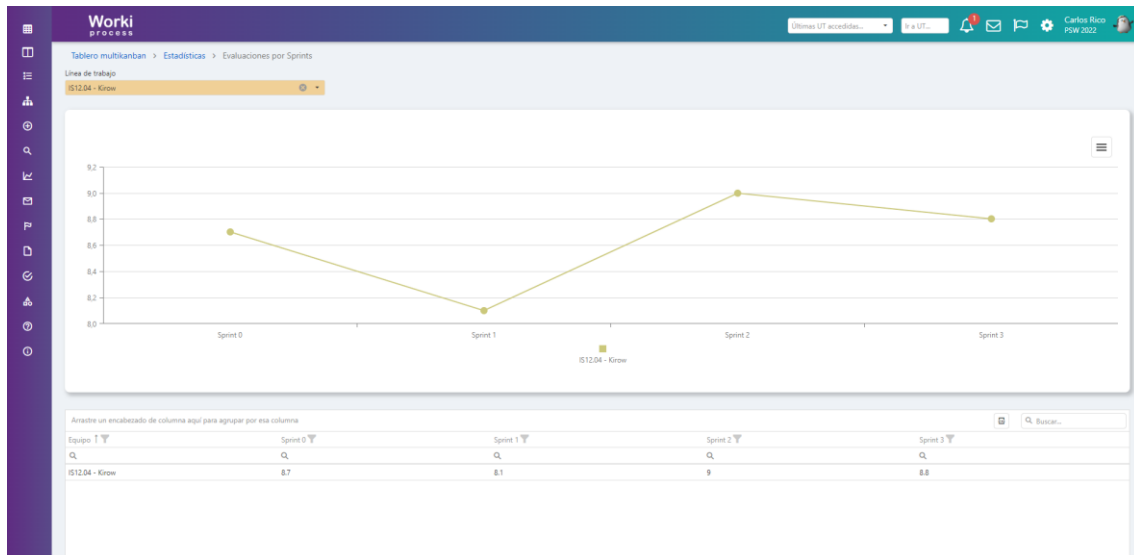 Worki
process
Últimas UT accedidas...
Ir a UT...
1
Carlos Rico
PSW 2022
Tablero multikanban > Estadísticas > Evaluaciones por Sprints
Línea de trabajo
IS12.04 - Kirow
9,2
9,0
8,8
8,6
8,4
8,2
8,0
Sprint 0 Sprint 1 Sprint 2 Sprint 3
IS12.04 - Kirow
Arrastre un encabezado de columna aquí para agrupar por esa columna
Buscar...
Equipo Sprint 0 Sprint 1 Sprint 2 Sprint 3
IS12.04 - Kirow 8.7 8.1 9 8.8